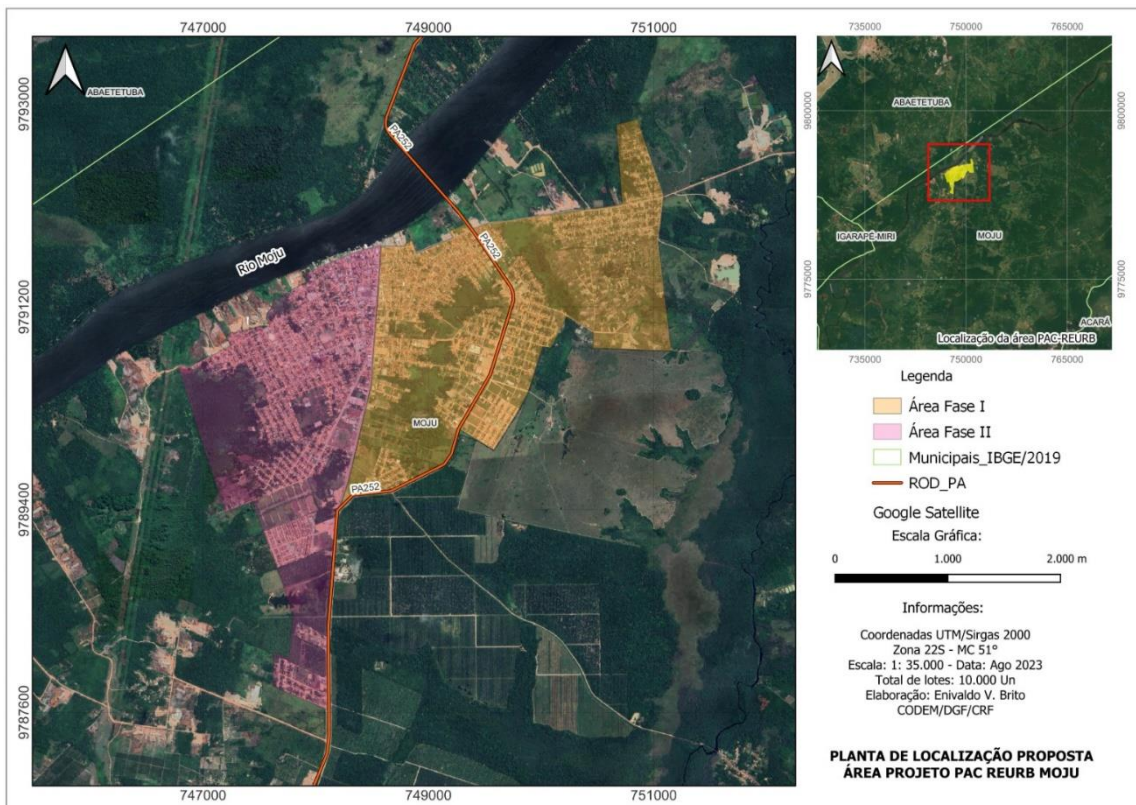 747000 749000 751000
9793000
9791200
9789400
9787600
ABAETETUBA
PA252
Rio Moju
PA252
MOJU
PA252
747000 749000 751000
735000 750000 765000
9800000
9775000
ABAETETUBA
IGARAPÉ-MIRI
MOJU
ACARÁ
Localização da área PAC-REURB
9800000
9775000
735000 750000 765000
Legenda
Área Fase I
Área Fase II
Municipais_IBGE/2019
ROD_PA
Google Satellite
Escala Gráfica:
0 1.000 2.000 m
Informações:
Coordenadas UTM/Sirgas 2000
Zona 22S - MC 51°
Escala: 1: 35.000 - Data: Ago 2023
Total de lotes: 10.000 Un
Elaboração: Enivaldo V. Brito
CODEM/DGF/CRF
PLANTA DE LOCALIZAÇÃO PROPOSTA
ÁREA PROJETO PAC REURB MOJU